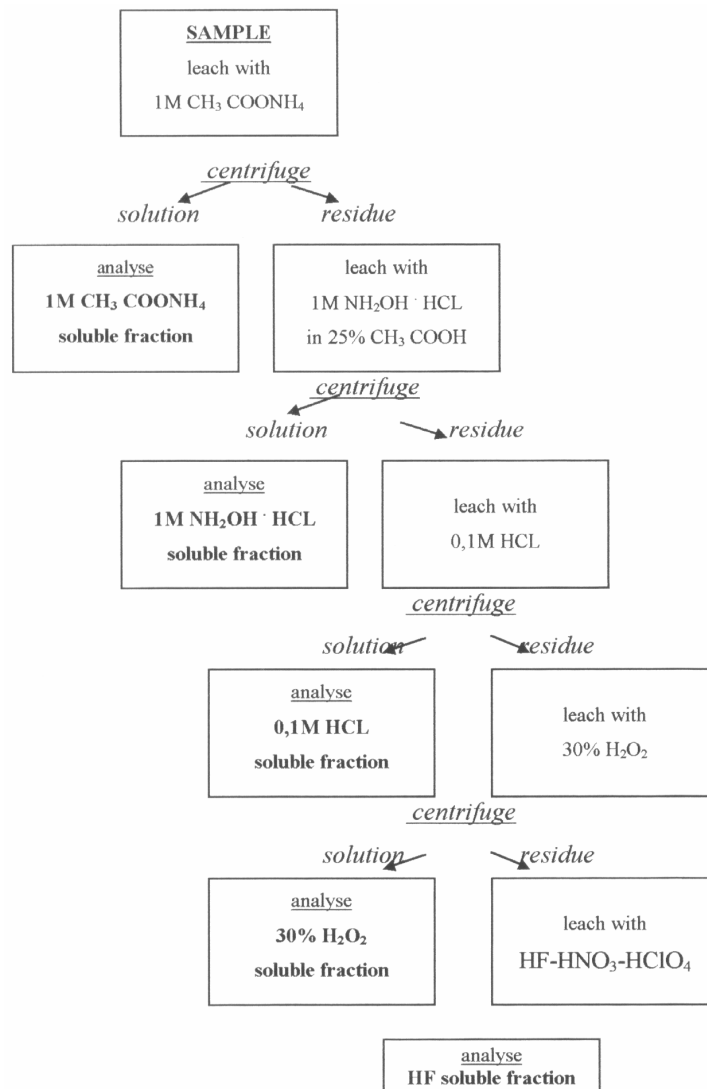 SAMPLE
leach with
1M CH₃ COONH₄
centrifuge
solution residue
analyse
1M CH₃ COONH₄
soluble fraction
leach with
1M NH₂OH · HCL
in 25% CH₃ COOH
centrifuge
solution residue
analyse
1M NH₂OH · HCL
soluble fraction
leach with
0,1M HCL
centrifuge
solution residue
analyse
0,1M HCL
soluble fraction
leach with
30% H₂O₂
centrifuge
solution residue
analyse
30% H₂O₂
soluble fraction
leach with
HF-HNO₃-HClO₄
analyse
HF soluble fraction